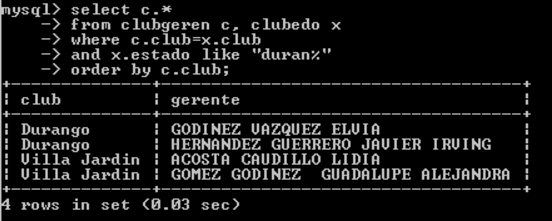 mysql> select c.*
    -> from clubgeren c, clubedo x
    -> where c.club=x.club
    -> and x.estado like "duran%"
    -> order by c.club;
+--------------+----------------------------------+
| club         | gerente                          |
+--------------+----------------------------------+
| Durango      | GODINEZ VAZQUEZ ELVIA            |
| Durango      | HERNANDEZ GUERRERO JAVIER IRVING |
| Villa Jardin | ACOSTA CAUDILLO LIDIA            |
| Villa Jardin | GOMEZ GODINEZ  GUADALUPE ALEJANDRA |
+--------------+----------------------------------+
4 rows in set (0.03 sec)